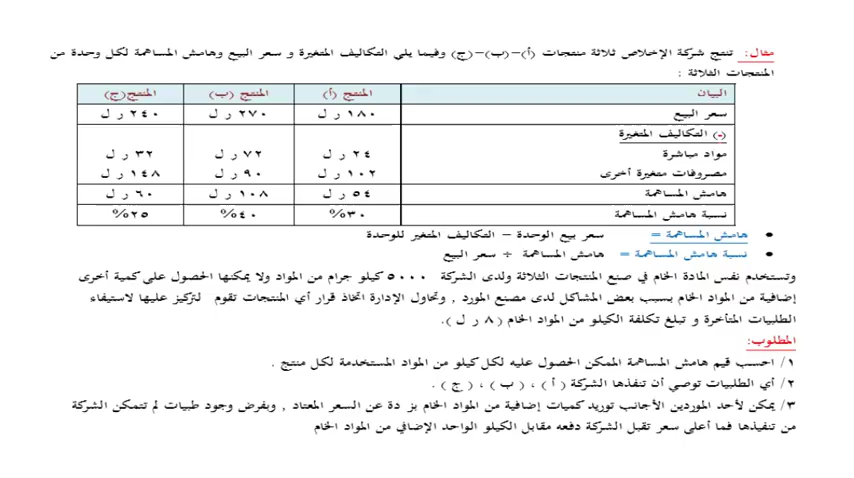 مثال: تنتج شركة الإخلاص ثلاثة منتجات (أ)–(ب)–(ج) وفيما يلي التكاليف المتغيرة و سعر البيع وهامش المساهمة لكل وحدة من
المنتجات الثلاثة :
البيان المنتج (أ) المنتج (ب) المنتج(ج)
سعر البيع ١٨٠ ر ل ٢٧٠ ر ل ٢٤٠ ر ل
(-) التكاليف المتغيرة
مواد مباشرة ٢٤ ر ل ٧٢ ر ل ٣٢ ر ل
مصروفات متغيرة أخرى ١٠٢ ر ل ٩٠ ر ل ١٤٨ ر ل
هامش المساهمة ٥٤ ر ل ١٠٨ ر ل ٦٠ ر ل
نسبة هامش المساهمة ٣٠% ٤٠% ٢٥%
• هامش المساهمة = سعر بيع الوحدة – التكاليف المتغير للوحدة
• نسبة هامش المساهمة = هامش المساهمة ÷ سعر البيع
وتستخدم نفس المادة الخام في صنع المنتجات الثلاثة ولدى الشركة ٥٠٠٠ كيلو جرام من المواد ولا يمكنها الحصول على كمية أخرى
إضافية من المواد الخام بسبب بعض المشاكل لدى مصنع المورد , وتحاول الإدارة اتخاذ قرار أي المنتجات تقوم لتركيز عليها لاستيفاء
الطلبيات المتأخرة و تبلغ تكلفة الكيلو من المواد الخام ( ٨ ر ل ).
المطلوب:
١/ احسب قيم هامش المساهمة الممكن الحصول عليه لكل كيلو من المواد المستخدمة لكل منتج .
٢/ أي الطلبيات توصي أن تنفذها الشركة ( أ ) ، ( ب ) ، ( ج ) .
٣/ يمكن لأحد الموردين الأجانب توريد كميات إضافية من المواد الخام بز دة عن السعر المعتاد , وبفرض وجود طبيات لم تتمكن الشركة
من تنفيذها فما أعلى سعر تقبل الشركة دفعه مقابل الكيلو الواحد الإضافي من المواد الخام